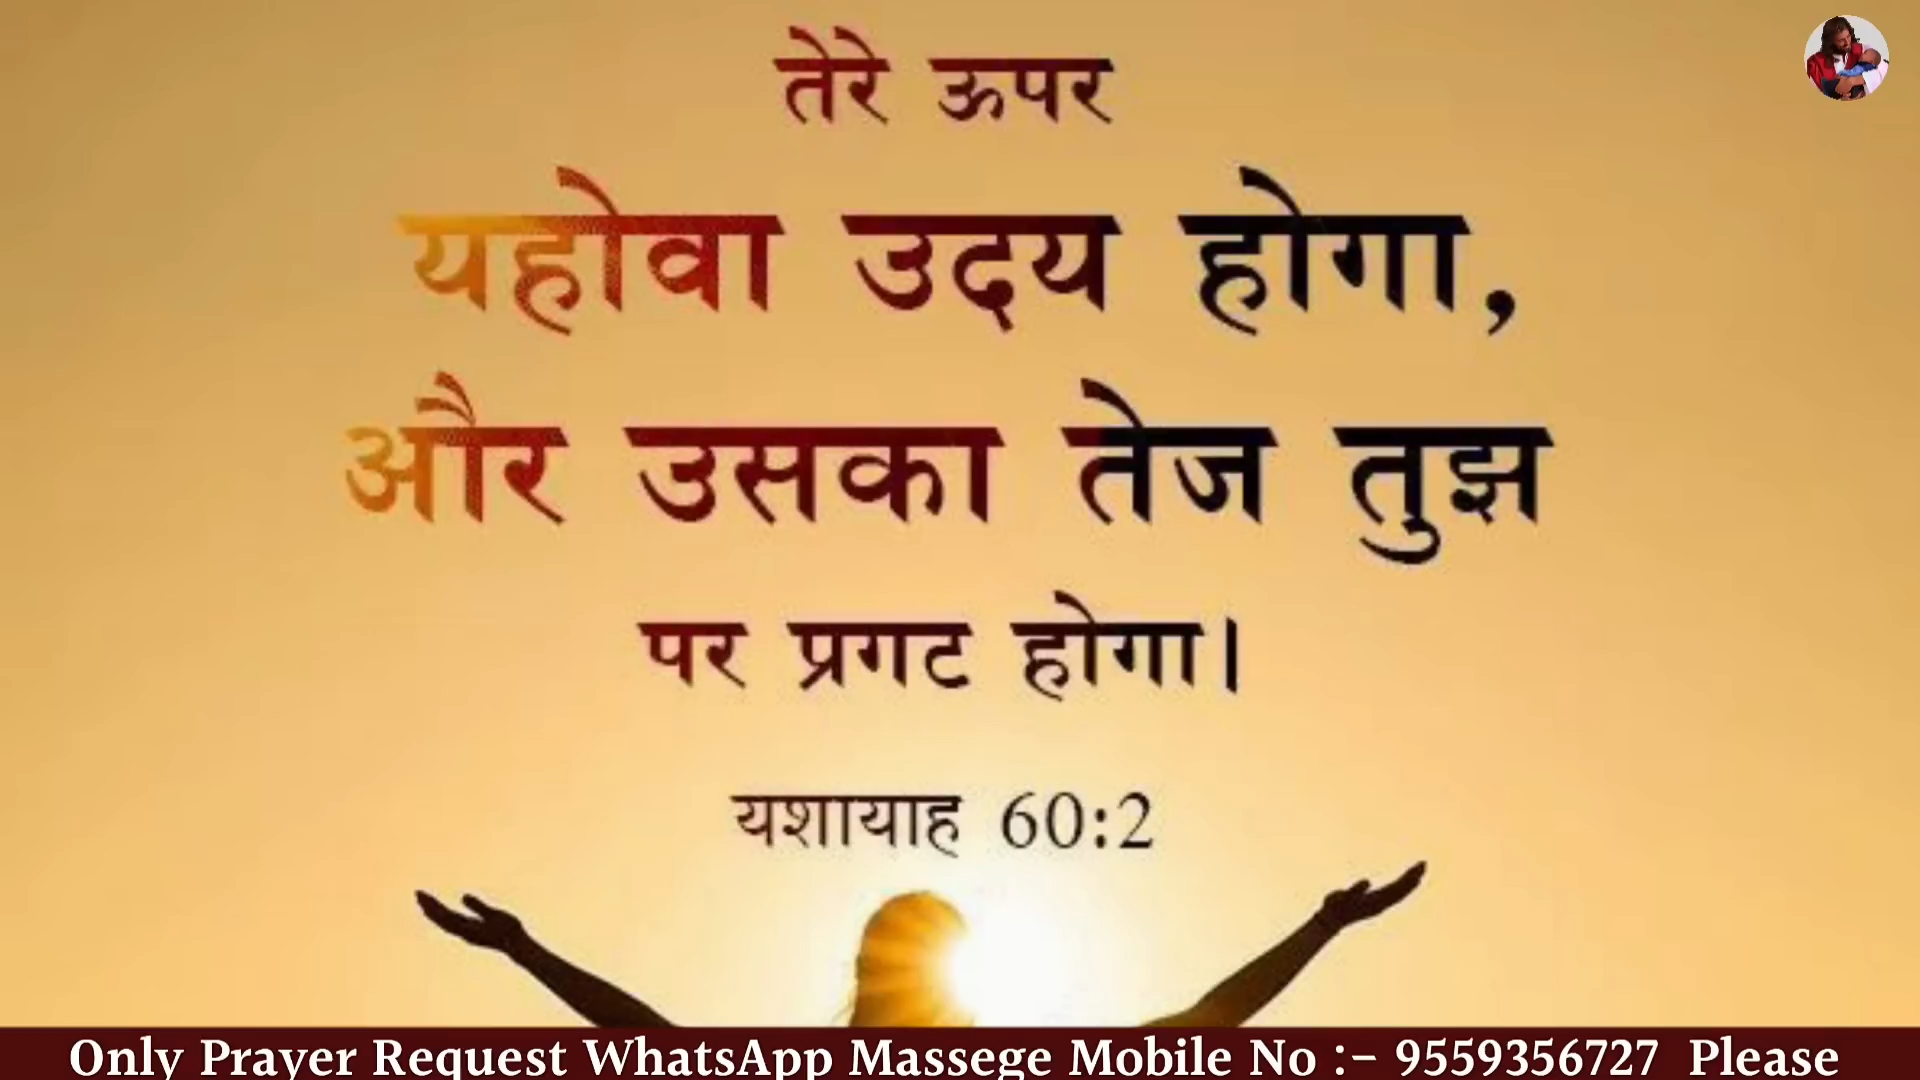 तेरे ऊपर
यहोवा उदय होगा,
और उसका तेज तुझ
पर प्रगट होगा।
यशायाह 60:2
Only Prayer Request WhatsApp Massege Mobile No :- 9559356727 Please